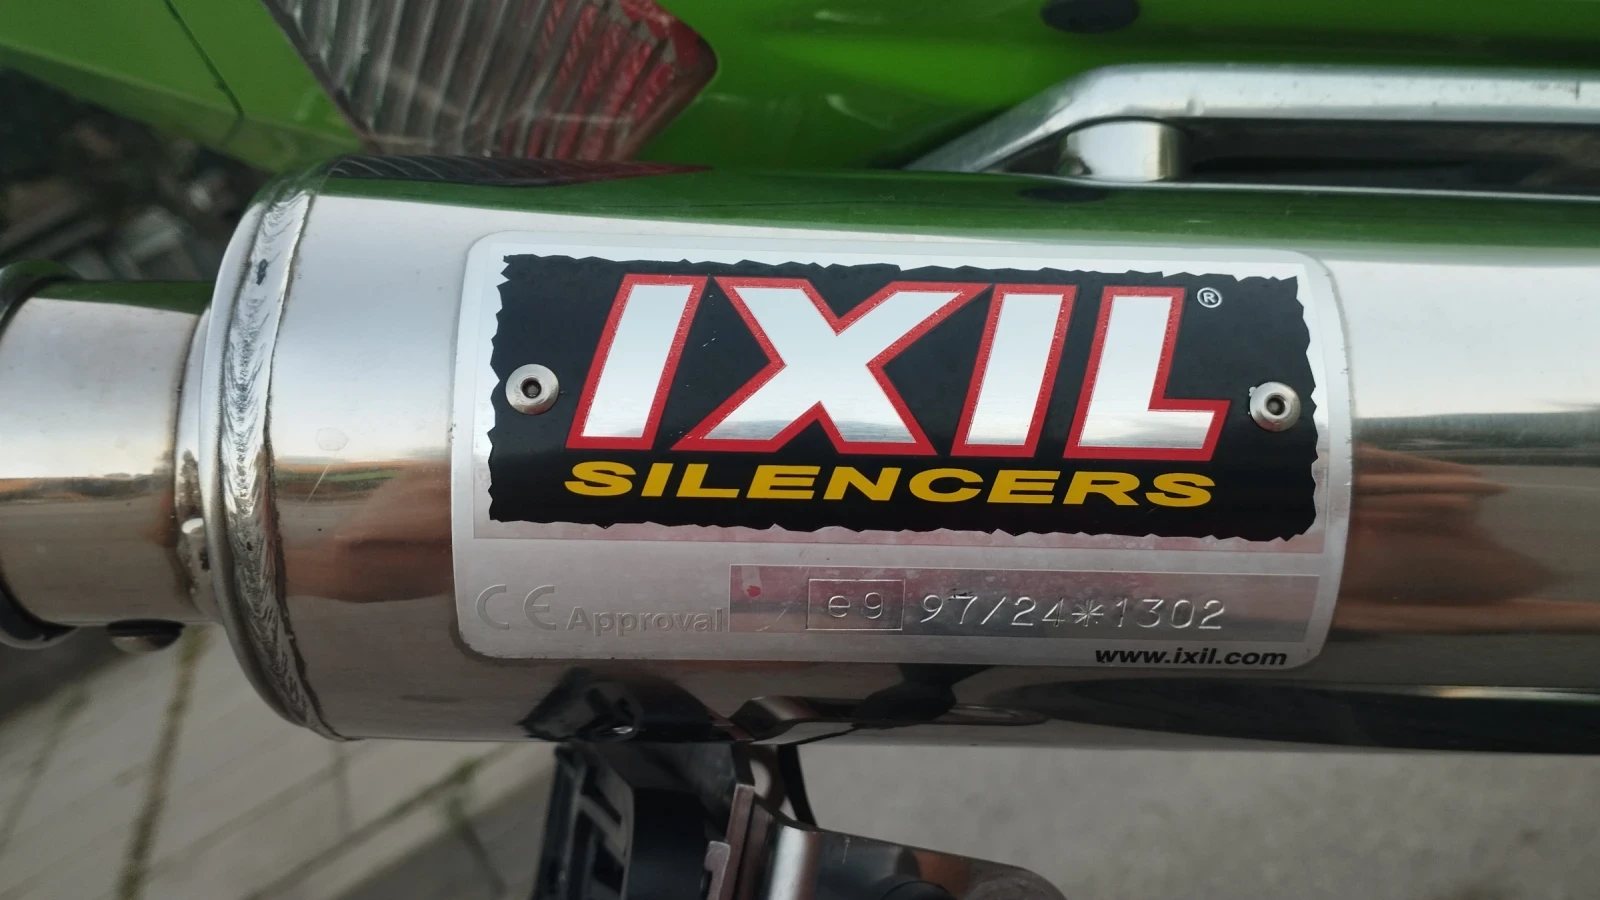 IXIL®
SILENCERS
CE Approval e9 97/24*1302
www.ixil.com